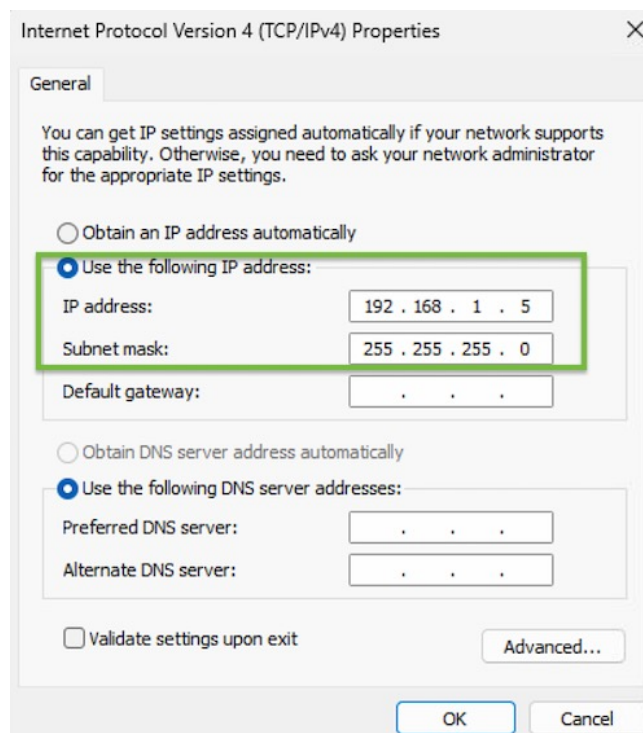 Internet Protocol Version 4 (TCP/IPv4) Properties
General
You can get IP settings assigned automatically if your network supports
this capability. Otherwise, you need to ask your network administrator
for the appropriate IP settings.
Obtain an IP address automatically
Use the following IP address:
IP address: 192 . 168 . 1 . 5
Subnet mask: 255 . 255 . 255 . 0
Default gateway: . . .
Obtain DNS server address automatically
Use the following DNS server addresses:
Preferred DNS server: . . .
Alternate DNS server: . . .
Validate settings upon exit
Advanced...
OK Cancel